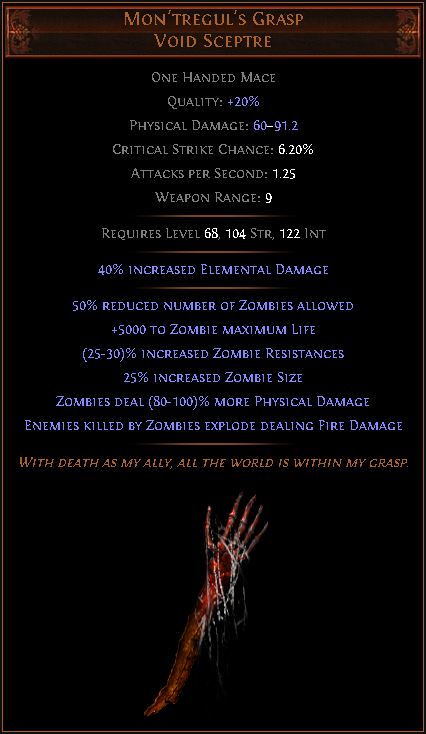 Mon'tregul's Grasp
Void Sceptre
One Handed Mace
Quality: +20%
Physical Damage: 60–91.2
Critical Strike Chance: 6.20%
Attacks per Second: 1.25
Weapon Range: 9
Requires Level 68, 104 Str, 122 Int
40% increased Elemental Damage
50% reduced number of Zombies allowed
+5000 to Zombie maximum Life
(25-30)% increased Zombie Resistances
25% increased Zombie Size
Zombies deal (80-100)% more Physical Damage
Enemies killed by Zombies explode dealing Fire Damage
With death as my ally, all the world is within my grasp.